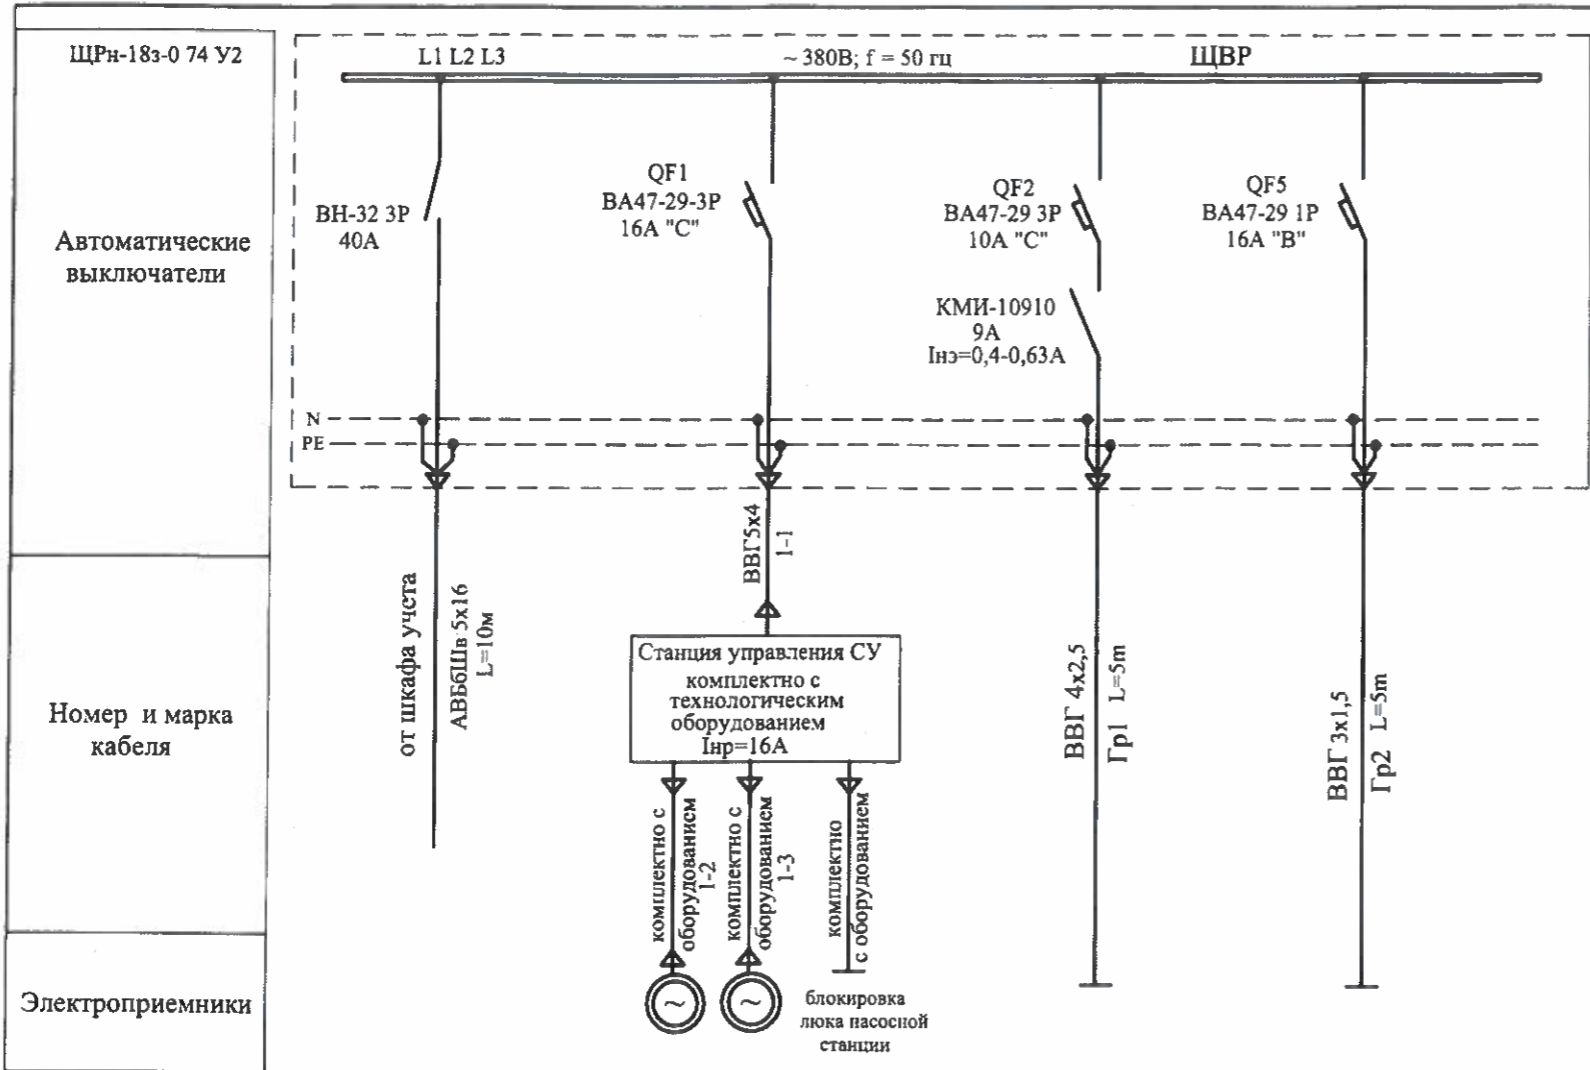 ЩРн-18з-0 74 У2
L1 L2 L3
~ 380В; f = 50 гц
ЩВР
Автоматические
выключатели
ВН-32 3Р
40А
QF1
ВА47-29-3Р
16А "С"
QF2
ВА47-29 3Р
10А "С"
QF5
ВА47-29 1Р
16А "В"
КМИ-10910
9А
Iнэ=0,4-0,63А
N
PE
Номер и марка
кабеля
от шкафа учета
АВБбШв 5х16
L=10м
ВВГ5х4
1-1
Станция управления СУ
комплектно с
технологическим
оборудованием
Iнр=16А
ВВГ 4х2,5
Гр1 L=5m
ВВГ 3х1,5
Гр2 L=5m
комплектно с
оборудованием
1-2
комплектно с
оборудованием
1-3
комплектно
с оборудованием
Электроприемники
~
~
блокировка
люка насосной
станции